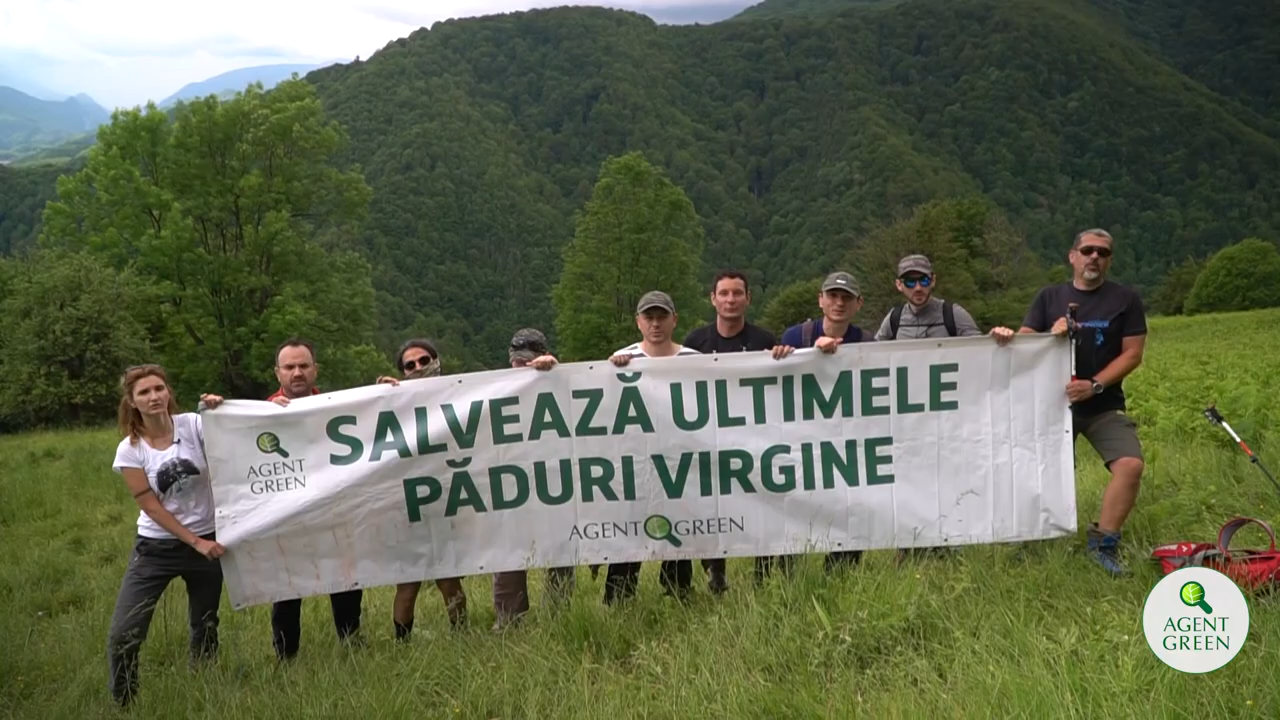 SALVEAZĂ ULTIMELE
PĂDURI VIRGINE
AGENT
GREEN
AGENT GREEN
AGENT
GREEN